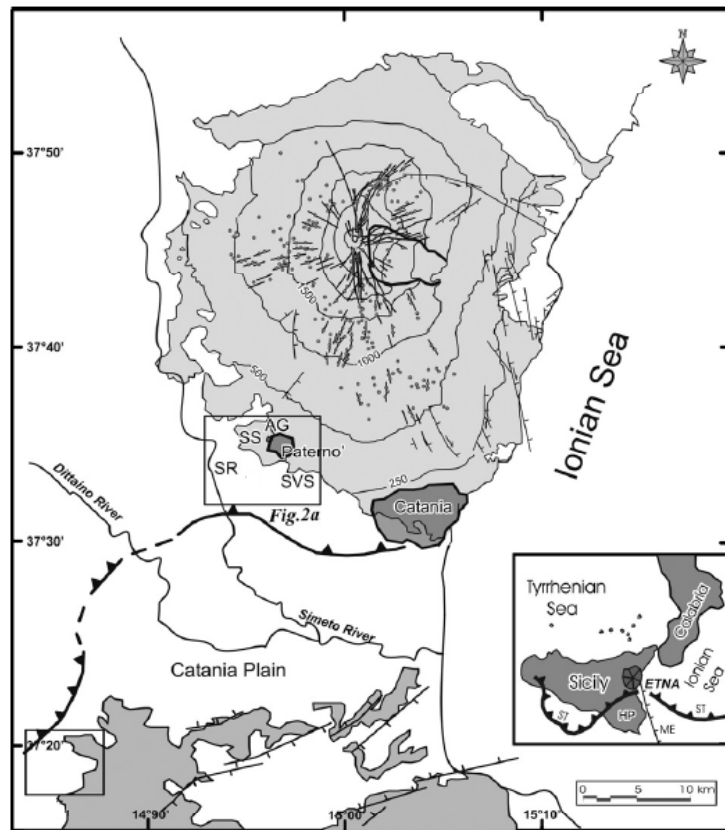 N
37°50'
1500
37°40'
1000
500
Ionian Sea
AG
SS
Paterno'
SR
SVS
250
Catania
Dittaino River
Fig.2a
37°30'
Simeto River
Catania Plain
Tyrrhenian
Sea
Calabria
Ionian
Sea
Sicily
ETNA
ST
HP
ST
ME
37°20'
0 5 10 km
14°90'
15°00'
15°10'